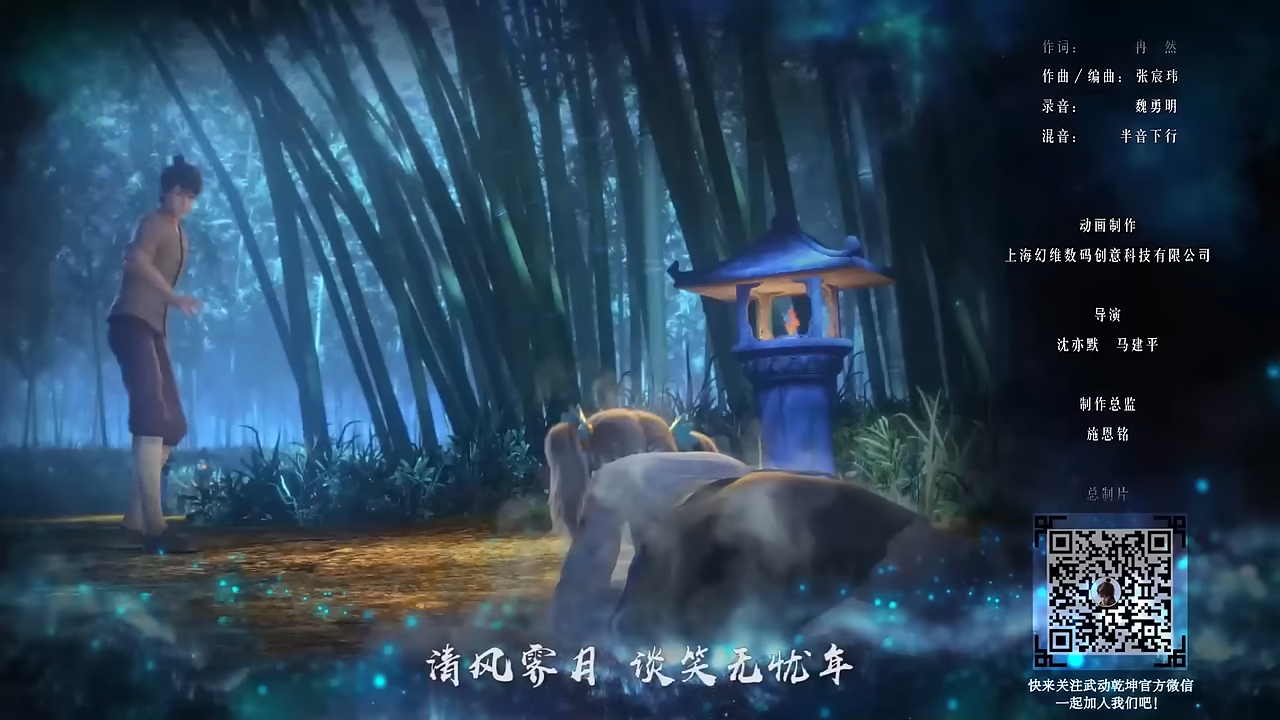 作词： 冉 然
作曲/编曲：张宸玮
录音： 魏勇明
混音： 半音下行
动画制作
上海幻维数码创意科技有限公司
导演
沈亦默 马建平
制作总监
施恩铭
总制片
清风霁月 谈笑无忧年
快来关注武动乾坤官方微信
一起加入我们吧！